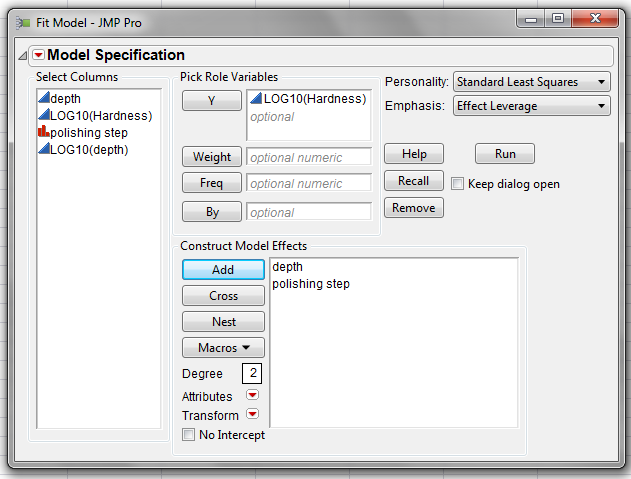 Fit Model - JMP Pro
Model Specification
Select Columns
depth
LOG10(Hardness)
polishing step
LOG10(depth)
Pick Role Variables
Y
LOG10(Hardness)
optional
Weight
optional numeric
Freq
optional numeric
By
optional
Personality:
Standard Least Squares
Emphasis:
Effect Leverage
Help
Run
Recall
Keep dialog open
Remove
Construct Model Effects
Add
Cross
Nest
Macros
Degree
2
Attributes
Transform
No Intercept
depth
polishing step